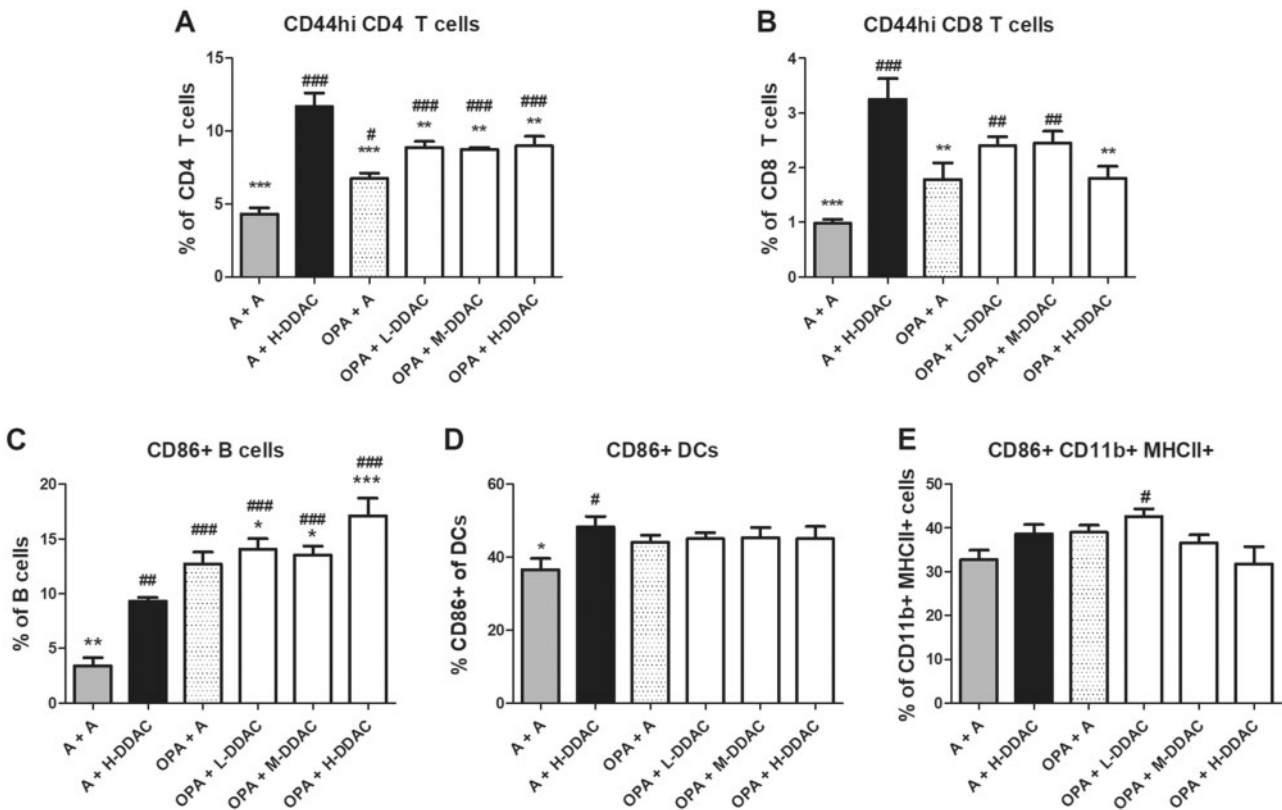 A
CD44hi CD4 T cells
% of CD4 T cells
15
10
5
0
***
###
#
***
###
**
###
**
###
**
A + A
A + H-DDAC
OPA + A
OPA + L-DDAC
OPA + M-DDAC
OPA + H-DDAC
B
CD44hi CD8 T cells
% of CD8 T cells
4
3
2
1
0
***
###
**
##
##
**
A + A
A + H-DDAC
OPA + A
OPA + L-DDAC
OPA + M-DDAC
OPA + H-DDAC
C
CD86+ B cells
% of B cells
20
15
10
5
0
**
##
###
###
*
###
*
###
***
A + A
A + H-DDAC
OPA + A
OPA + L-DDAC
OPA + M-DDAC
OPA + H-DDAC
D
CD86+ DCs
% CD86+ of DCs
60
40
20
0
*
#
A + A
A + H-DDAC
OPA + A
OPA + L-DDAC
OPA + M-DDAC
OPA + H-DDAC
E
CD86+ CD11b+ MHCII+
% of CD11b+ MHCII+ cells
50
40
30
20
10
0
#
A + A
A + H-DDAC
OPA + A
OPA + L-DDAC
OPA + M-DDAC
OPA + H-DDAC